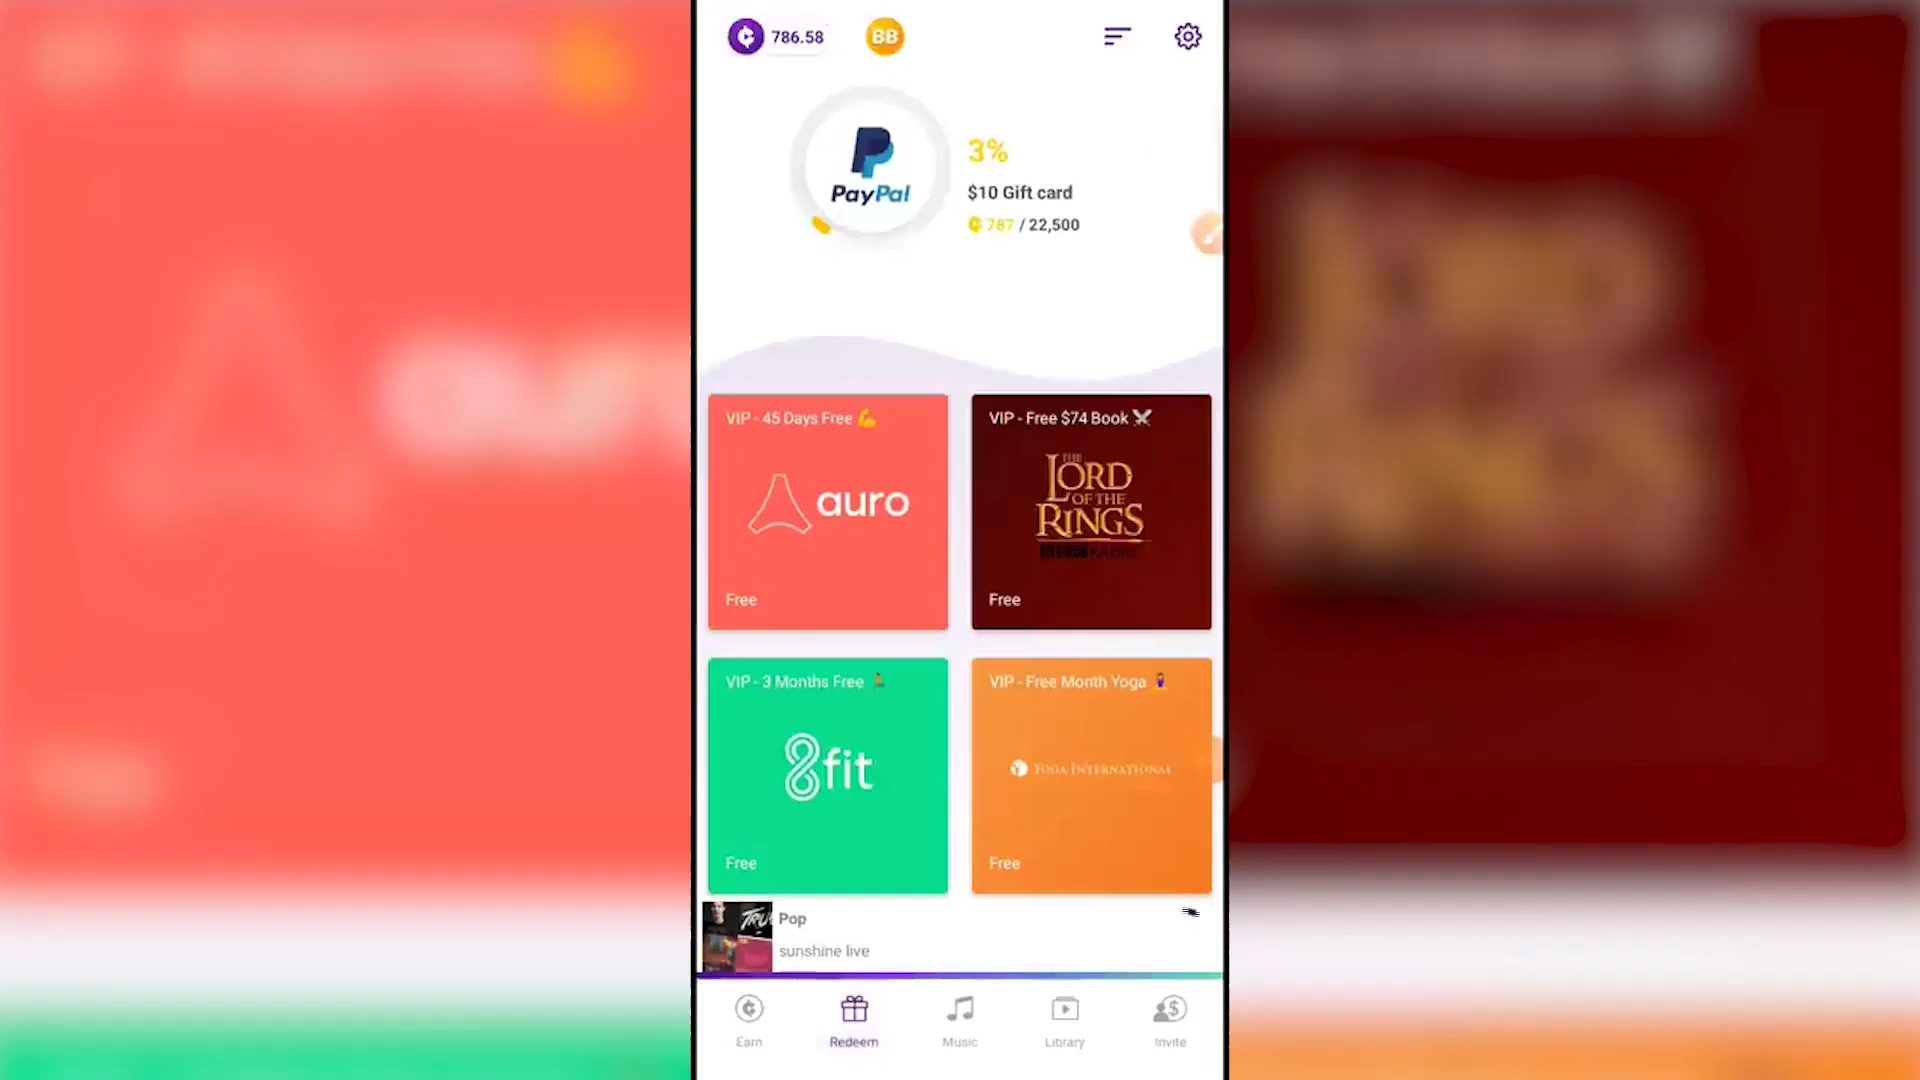 786.58
BB
PayPal
3%
$10 Gift card
787 / 22,500
VIP - 45 Days Free
auro
Free
VIP - Free $74 Book
THE
LORD
OF THE
RINGS
Free
VIP - 3 Months Free
8fit
Free
VIP - Free Month Yoga
YOGA INTERNATIONAL
Free
Pop
sunshine live
Earn
Redeem
Music
Library
Invite